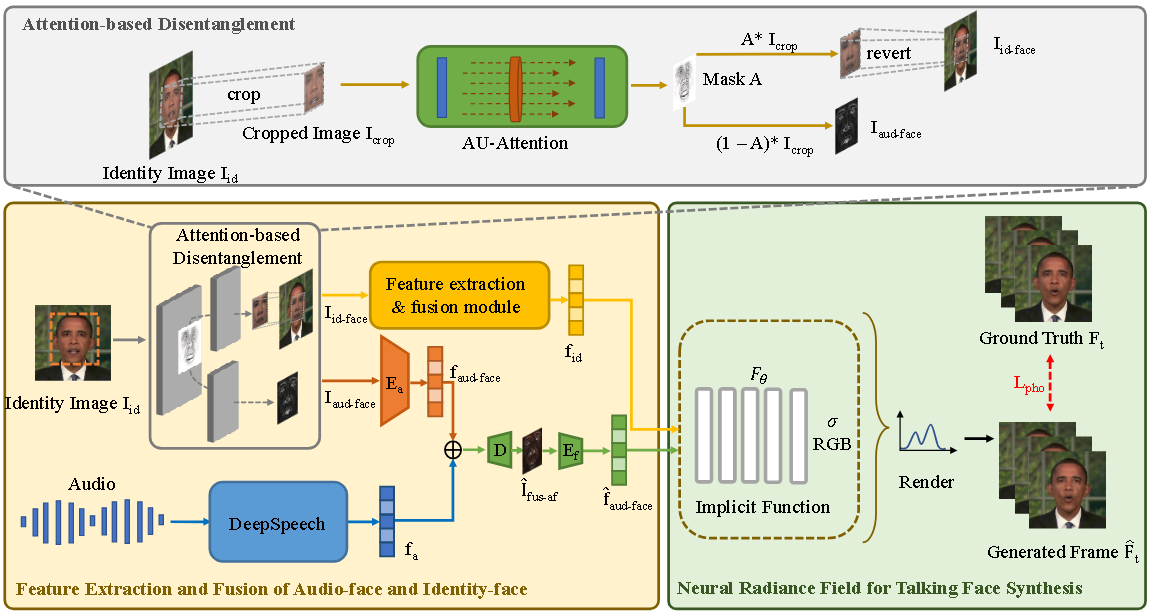 Attention-based Disentanglement
crop
Cropped Image I_crop
Identity Image I_id
AU-Attention
A* I_crop
Mask A
(1 – A)* I_crop
revert
I_id-face
I_aud-face
Attention-based
Disentanglement
Identity Image I_id
I_id-face
I_aud-face
Feature extraction
& fusion module
f_id
E_a
f_aud-face
D
Î_fus-af
E_f
f̂_aud-face
Audio
DeepSpeech
f_a
Feature Extraction and Fusion of Audio-face and Identity-face
F_θ
σ
RGB
Implicit Function
Render
Ground Truth F_t
L_pho
Generated Frame F̂_t
Neural Radiance Field for Talking Face Synthesis